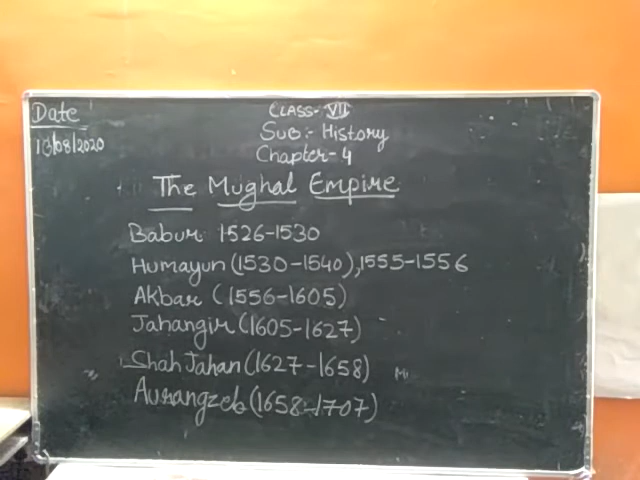 Date
13/08/2020
CLASS- VII
SUB:- History
Chapter-4
The Mughal Empire
Babur 1526-1530
Humayun (1530-1540), 1555-1556
Akbar (1556-1605)
Jahangir (1605-1627)
Shah Jahan (1627-1658)
Aurangzeb (1658-1707)